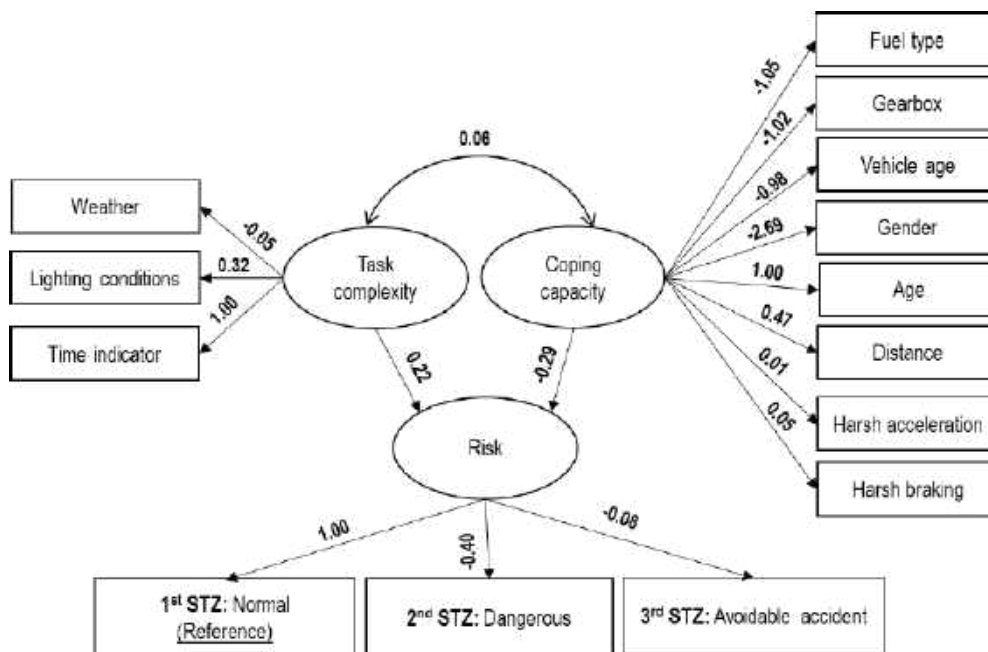 Fuel type
-1.05
Gearbox
-1.02
0.06
Vehicle age
-0.98
Weather
-0.05
Gender
-2.69
Lighting conditions
0.32
Task
complexity
Coping
capacity
1.00
Age
1.00
Time indicator
0.47
Distance
0.22
-0.29
0.01
Harsh acceleration
0.05
Risk
Harsh braking
1.00
-0.40
-0.08
1st STZ: Normal
(Reference)
2nd STZ: Dangerous
3rd STZ: Avoidable accident